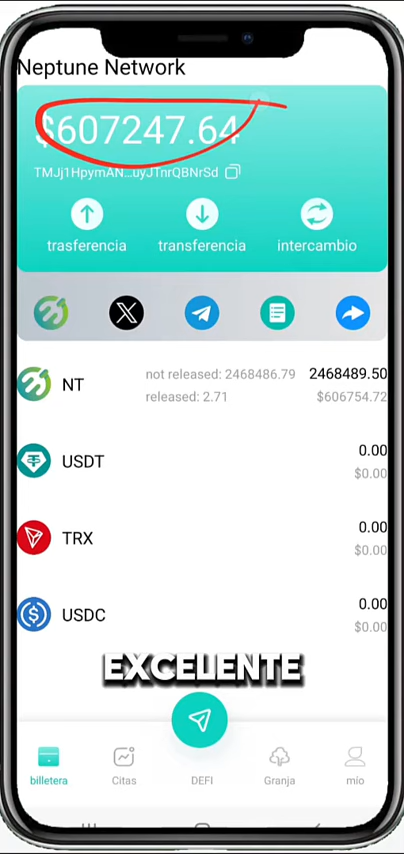 Neptune Network
$607247.64
TMJj1HpymAN...uyJTnrQBNrSd
trasferencia transferencia intercambio
NT not released: 2468486.79 2468489.50
released: 2.71 $606754.72
USDT 0.00
$0.00
TRX 0.00
$0.00
USDC 0.00
$0.00
EXCELENTE
billetera Citas DEFI Granja mío